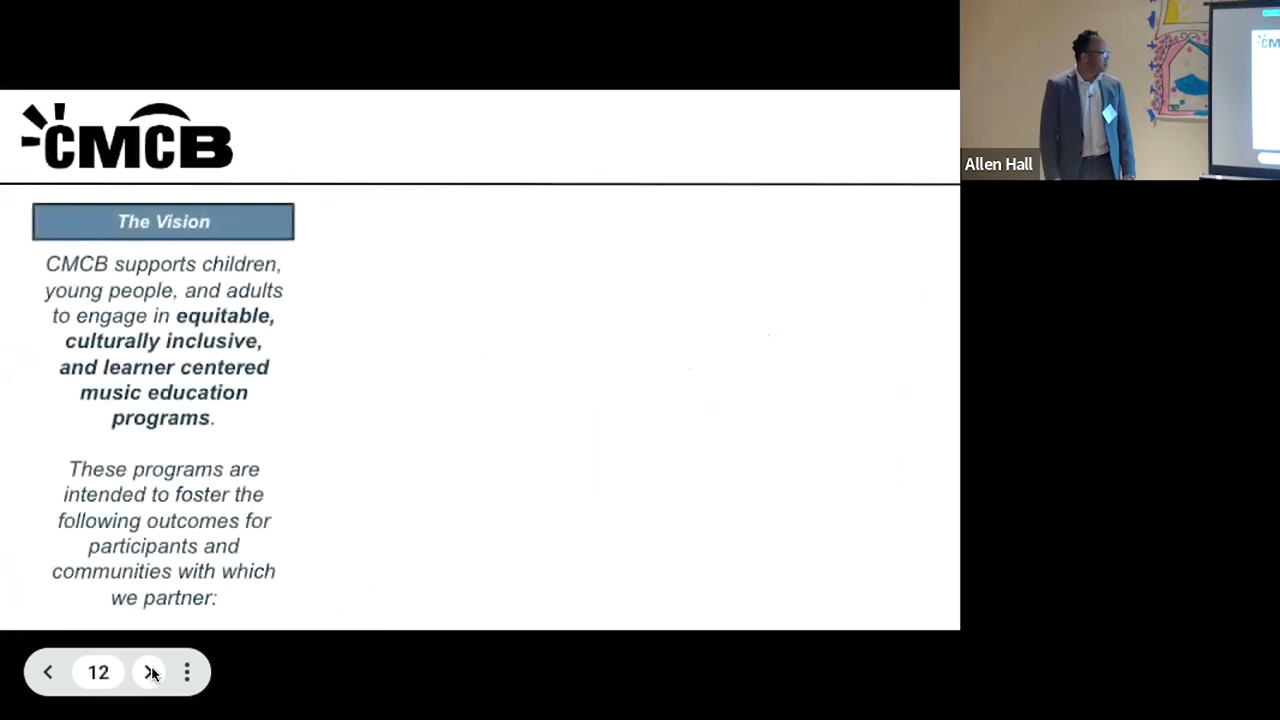 CMCB
The Vision
CMCB supports children,
young people, and adults
to engage in equitable,
culturally inclusive,
and learner centered
music education
programs.
These programs are
intended to foster the
following outcomes for
participants and
communities with which
we partner:
12
Allen Hall
CM